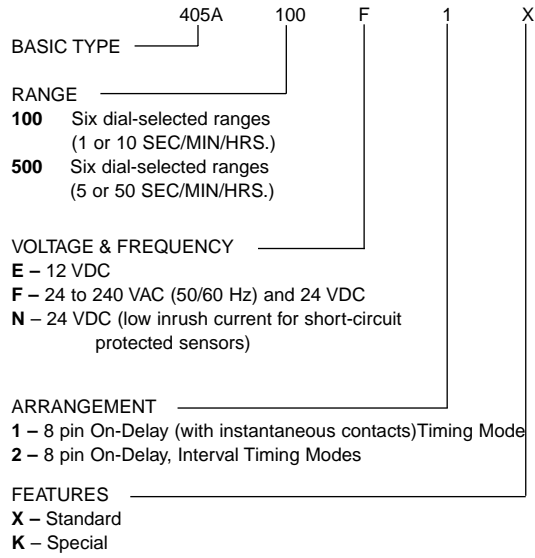 405A 100 F 1 X
BASIC TYPE
RANGE
100 Six dial-selected ranges
(1 or 10 SEC/MIN/HRS.)
500 Six dial-selected ranges
(5 or 50 SEC/MIN/HRS.)
VOLTAGE & FREQUENCY
E – 12 VDC
F – 24 to 240 VAC (50/60 Hz) and 24 VDC
N – 24 VDC (low inrush current for short-circuit
protected sensors)
ARRANGEMENT
1 – 8 pin On-Delay (with instantaneous contacts)Timing Mode
2 – 8 pin On-Delay, Interval Timing Modes
FEATURES
X – Standard
K – Special